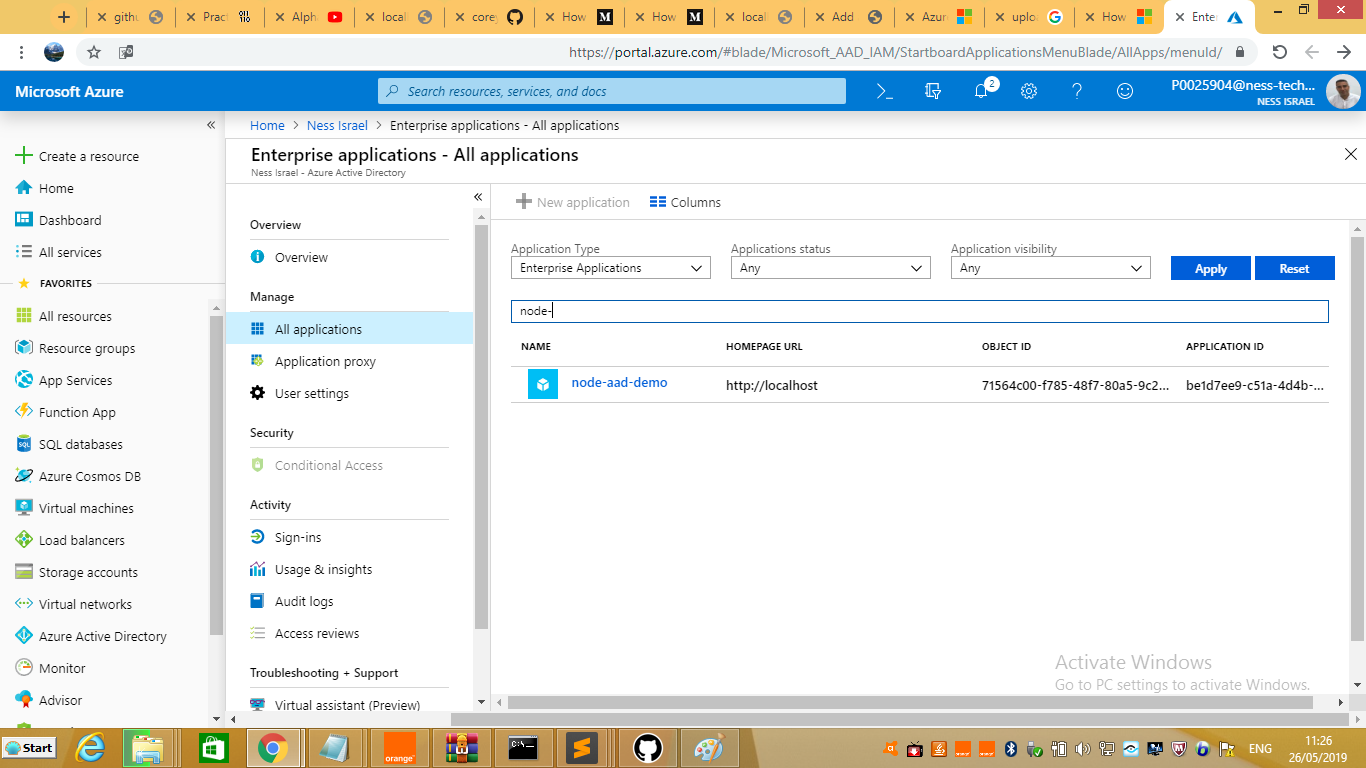 githu
Pract
Alpha
local
corey
How
How
local
Add
Azur
uploa
How
Enter
https://portal.azure.com/#blade/Microsoft_AAD_IAM/StartboardApplicationsMenuBlade/AllApps/menuId/
Microsoft Azure
Search resources, services, and docs
2
P0025904@ness-tech...
NESS ISRAEL
Home > Ness Israel > Enterprise applications - All applications
Enterprise applications - All applications
Ness Israel - Azure Active Directory
Create a resource
Home
Dashboard
All services
FAVORITES
All resources
Resource groups
App Services
Function App
SQL databases
Azure Cosmos DB
Virtual machines
Load balancers
Storage accounts
Virtual networks
Azure Active Directory
Monitor
Advisor
Overview
Overview
Manage
All applications
Application proxy
User settings
Security
Conditional Access
Activity
Sign-ins
Usage & insights
Audit logs
Access reviews
Troubleshooting + Support
Virtual assistant (Preview)
New application
Columns
Application Type
Applications status
Application visibility
Enterprise Applications
Any
Any
Apply
Reset
node-
NAME
HOMEPAGE URL
OBJECT ID
APPLICATION ID
node-aad-demo
http://localhost
71564c00-f785-48f7-80a5-9c2...
be1d7ee9-c51a-4d4b-...
Activate Windows
Go to PC settings to activate Windows.
Start
orange
ENG
11:26
26/05/2019